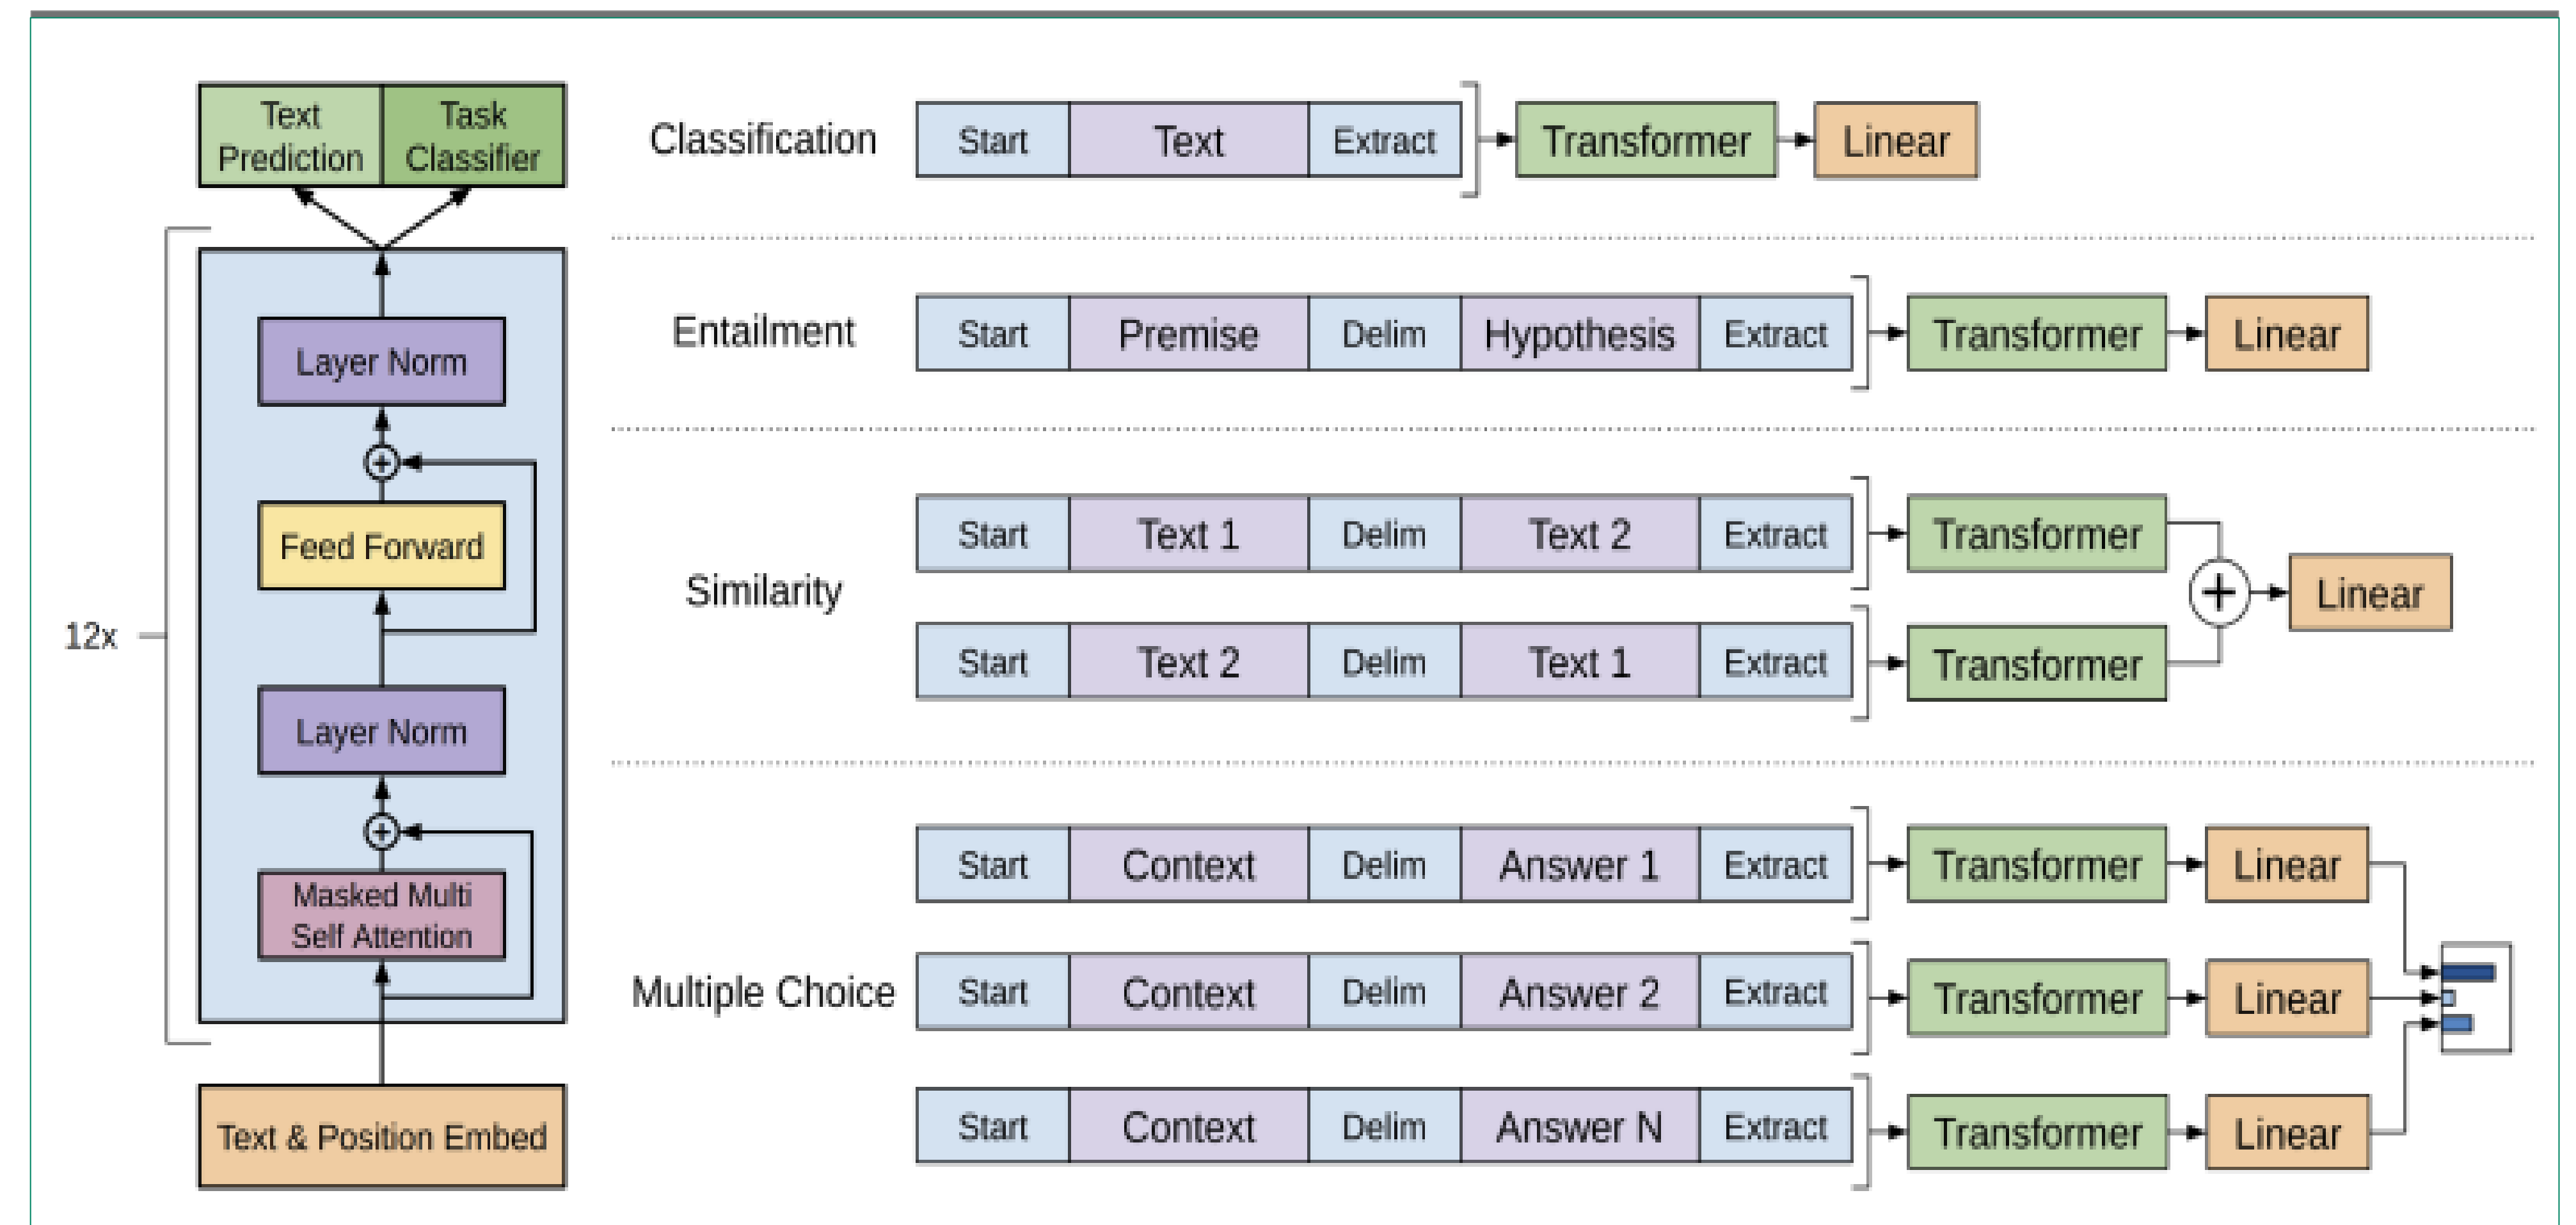 Text
Prediction
Task
Classifier
12x
Layer Norm
Feed Forward
Layer Norm
Masked Multi
Self Attention
Text & Position Embed
Classification
Start Text Extract Transformer Linear
Entailment
Start Premise Delim Hypothesis Extract Transformer Linear
Similarity
Start Text 1 Delim Text 2 Extract Transformer
Start Text 2 Delim Text 1 Extract Transformer
Linear
Multiple Choice
Start Context Delim Answer 1 Extract Transformer Linear
Start Context Delim Answer 2 Extract Transformer Linear
Start Context Delim Answer N Extract Transformer Linear